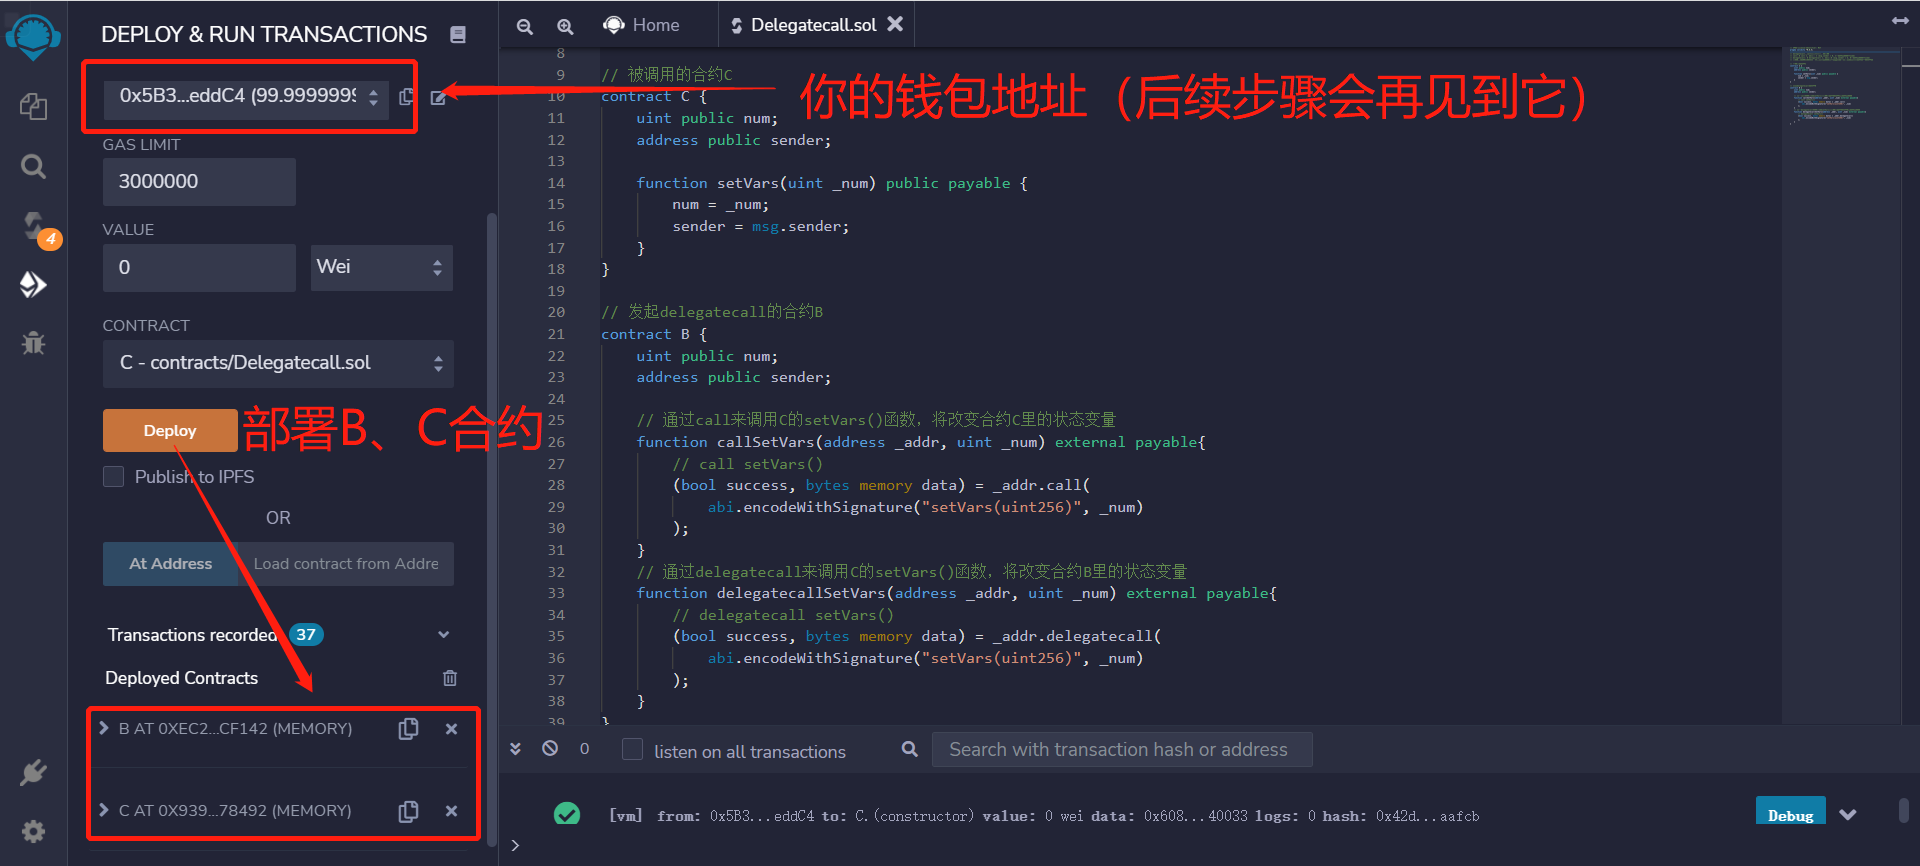 DEPLOY & RUN TRANSACTIONS
0x5B3...eddC4 (99.9999999
GAS LIMIT
3000000
VALUE
0
Wei
CONTRACT
C - contracts/Delegatecall.sol
Deploy
部署B、C合约
Publish to IPFS
OR
At Address
Load contract from Addre
Transactions recorded 37
Deployed Contracts
B AT 0XEC2...CF142 (MEMORY)
C AT 0X939...78492 (MEMORY)
4
Home
Delegatecall.sol
你的钱包地址（后续步骤会再见到它）
8
9 // 被调用的合约C
10 contract C {
11 uint public num;
12 address public sender;
13
14 function setVars(uint _num) public payable {
15 num = _num;
16 sender = msg.sender;
17 }
18 }
19
20 // 发起delegatecall的合约B
21 contract B {
22 uint public num;
23 address public sender;
24
25 // 通过call来调用C的setVars()函数，将改变合约C里的状态变量
26 function callSetVars(address _addr, uint _num) external payable{
27 // call setVars()
28 (bool success, bytes memory data) = _addr.call(
29 abi.encodeWithSignature("setVars(uint256)", _num)
30 );
31 }
32 // 通过delegatecall来调用C的setVars()函数，将改变合约B里的状态变量
33 function delegatecallSetVars(address _addr, uint _num) external payable{
34 // delegatecall setVars()
35 (bool success, bytes memory data) = _addr.delegatecall(
36 abi.encodeWithSignature("setVars(uint256)", _num)
37 );
38 }
39 }
0
listen on all transactions
Search with transaction hash or address
[vm] from: 0x5B3...eddC4 to: C.(constructor) value: 0 wei data: 0x608...40033 logs: 0 hash: 0x42d...aafcb
Debug
>